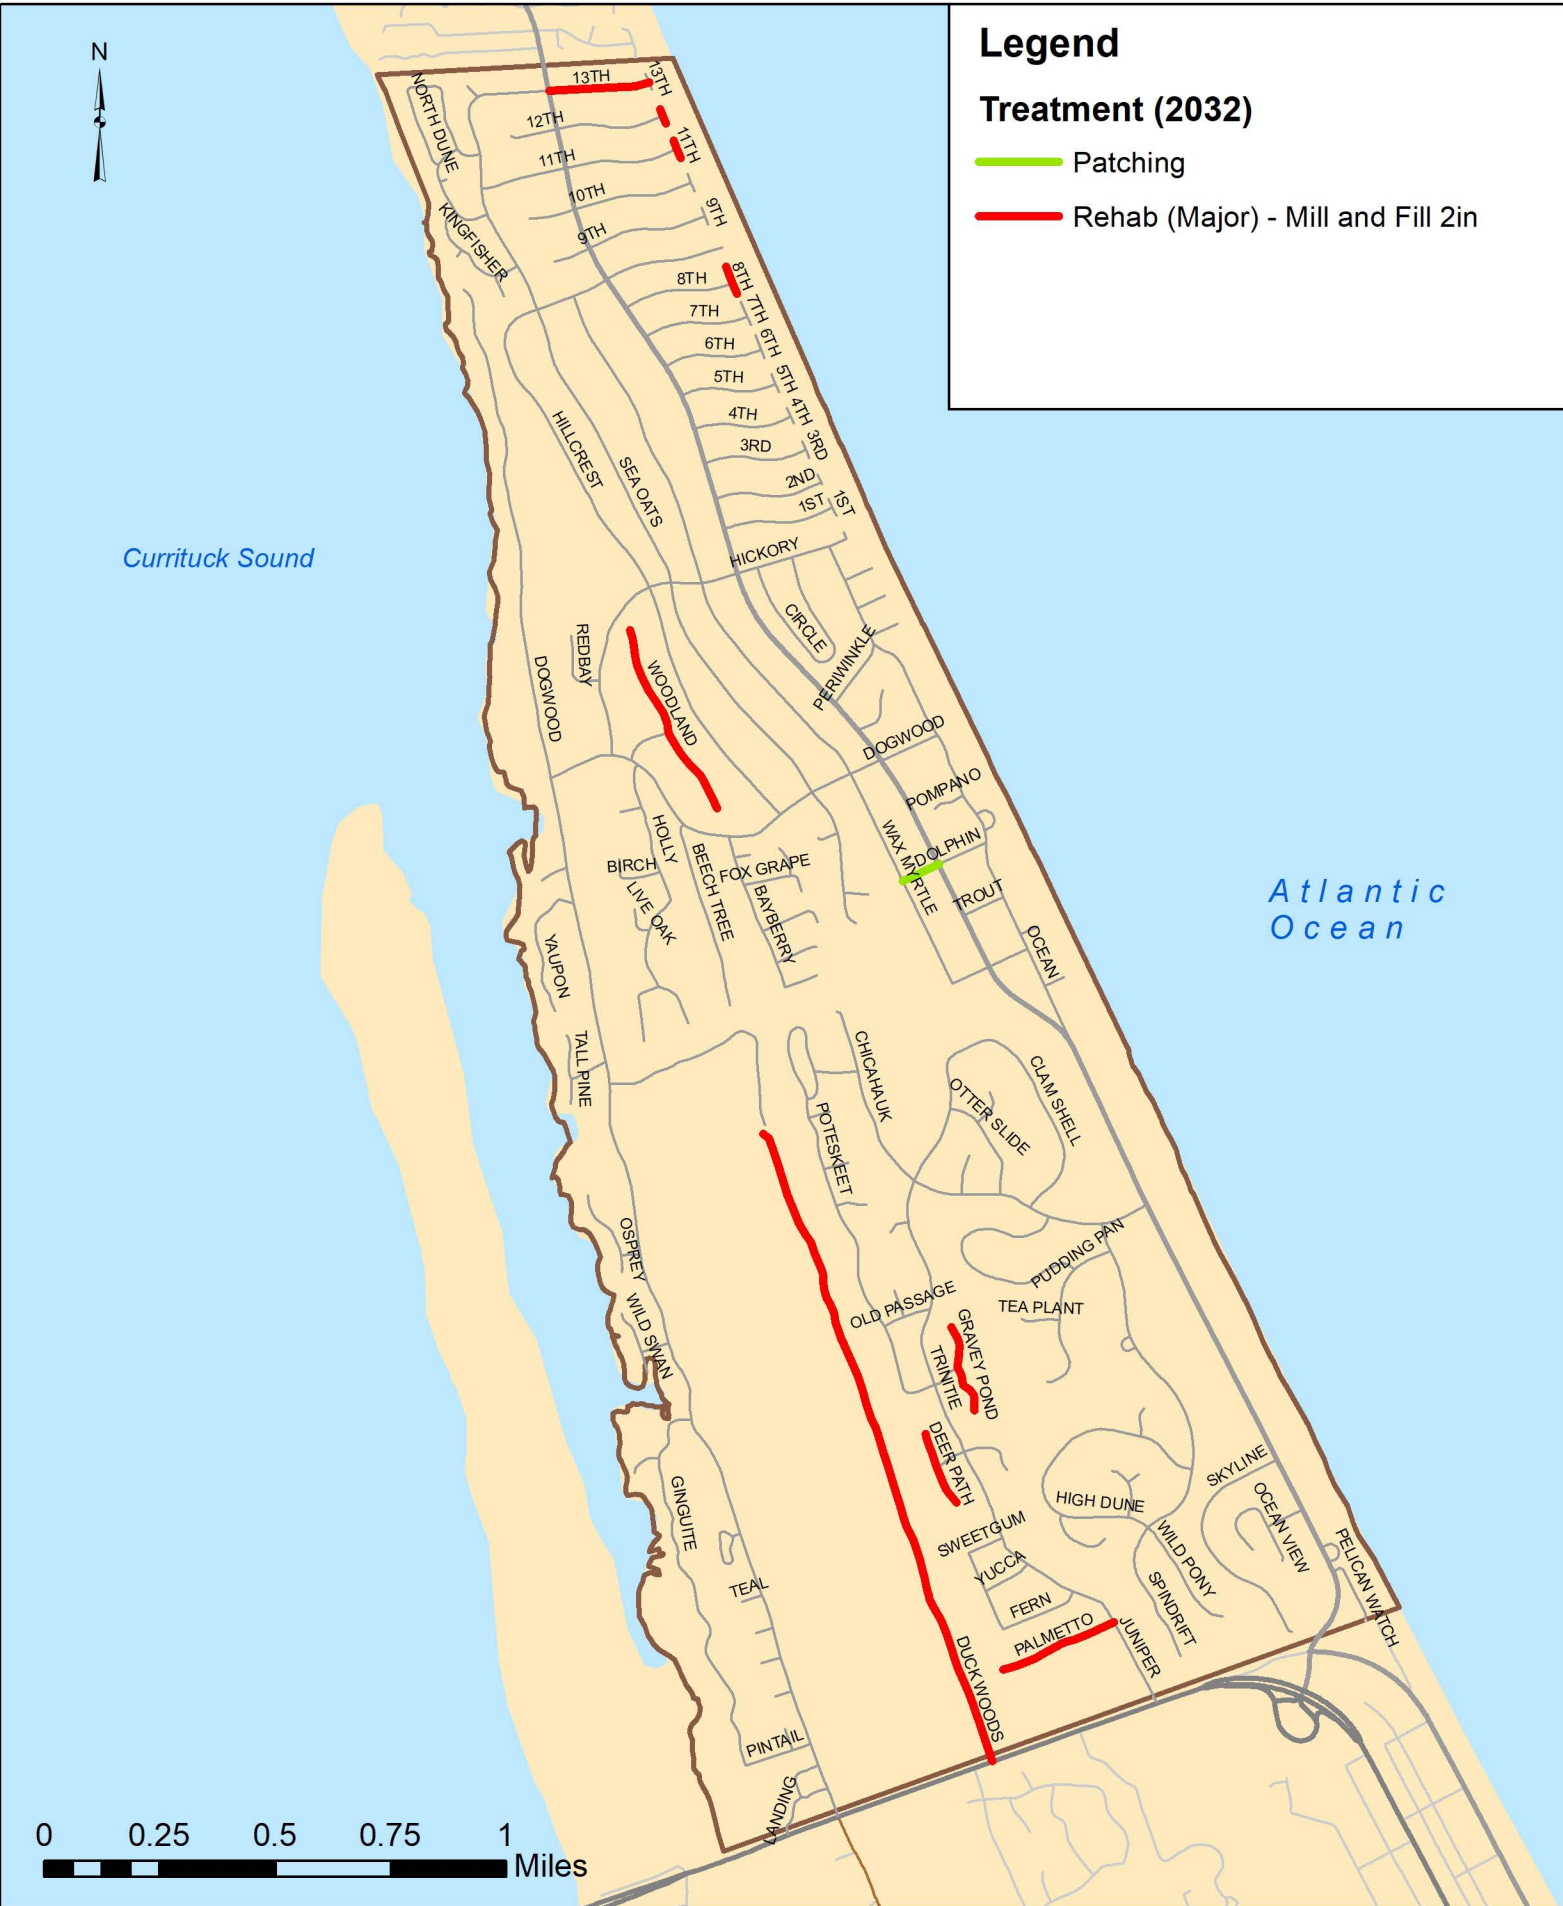 Legend
Treatment (2032)
Patching
Rehab (Major) - Mill and Fill 2in
N
13TH
13TH
NORTH DUNE
12TH
11TH
11TH
10TH
9TH
9TH
KINGFISHER
8TH
8TH
7TH
7TH
6TH
6TH
5TH
5TH
4TH
4TH
3RD
3RD
2ND
1ST
1ST
HILLCREST
SEA OATS
HICKORY
Currituck Sound
CIRCLE
REDBAY
PERIWINKLE
DOGWOOD
WOODLAND
DOGWOOD
POMPANO
WAX MYRTLE
DOLPHIN
HOLLY
BIRCH
BEECH TREE
FOX GRAPE
LIVE OAK
BAYBERRY
TROUT
Atlantic
Ocean
OCEAN
YAUPON
TALL PINE
CHICAHAUK
CLAM SHELL
OTTER SLIDE
POTESKEET
OSPREY
PUDDING PAN
OLD PASSAGE
TEA PLANT
WILD SWAN
GRAVEY POND
TRINITIE
DEER PATH
SKYLINE
GINGUITE
HIGH DUNE
OCEAN VIEW
SWEETGUM
WILD PONY
PELICAN WATCH
YUCCA
TEAL
SPINDRIFT
FERN
PALMETTO
JUNIPER
DUCK WOODS
PINTAIL
LANDING
0 0.25 0.5 0.75 1
Miles